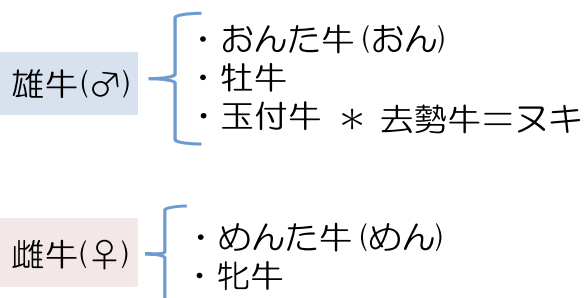 雄牛(♂)
・おんた牛(おん)
・牡牛
・玉付牛 ＊ 去勢牛＝ヌキ
雌牛(♀)
・めんた牛(めん)
・牝牛